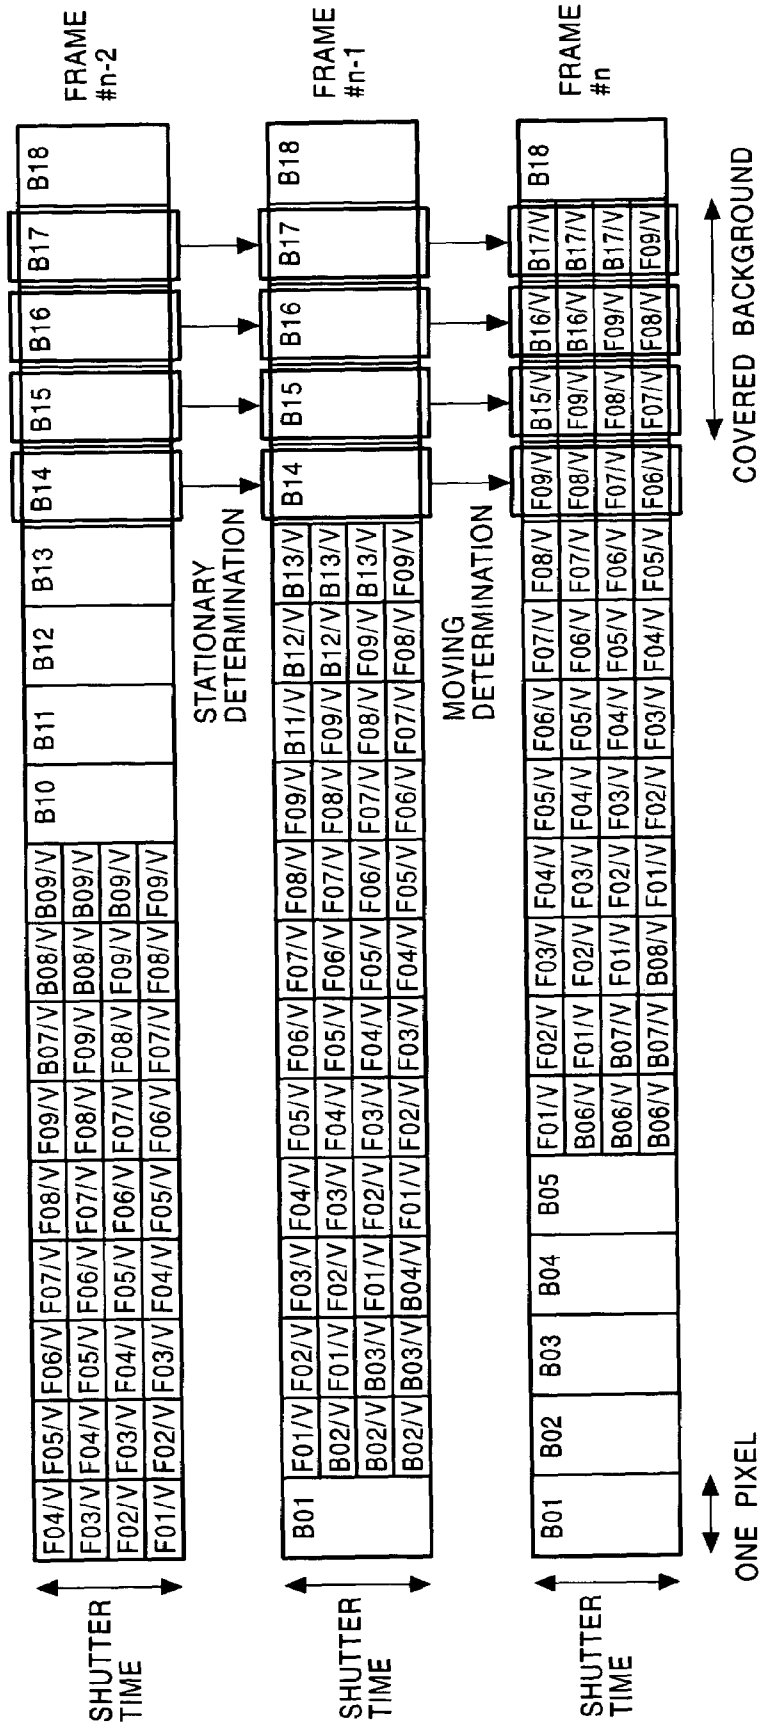 FRAME
#n-2
F04/V F05/V F06/V F07/V F08/V F09/V B07/V B08/V B09/V B10 B11 B12 B13 B14 B15 B16 B17 B18
F03/V F04/V F05/V F06/V F07/V F08/V F09/V B08/V B09/V
F02/V F03/V F04/V F05/V F06/V F07/V F08/V F09/V B09/V
F01/V F02/V F03/V F04/V F05/V F06/V F07/V F08/V F09/V
SHUTTER
TIME
STATIONARY
DETERMINATION
FRAME
#n-1
B01 F01/V F02/V F03/V F04/V F05/V F06/V F07/V F08/V F09/V B11/V B12/V B13/V B14 B15 B16 B17 B18
B02/V F01/V F02/V F03/V F04/V F05/V F06/V F07/V F08/V F09/V B12/V B13/V
B02/V B03/V F01/V F02/V F03/V F04/V F05/V F06/V F07/V F08/V F09/V B13/V
B02/V B03/V B04/V F01/V F02/V F03/V F04/V F05/V F06/V F07/V F08/V F09/V
SHUTTER
TIME
MOVING
DETERMINATION
FRAME
#n
B01 B02 B03 B04 B05 F01/V F02/V F03/V F04/V F05/V F06/V F07/V F08/V F09/V B15/V B16/V B17/V B18
B06/V F01/V F02/V F03/V F04/V F05/V F06/V F07/V F08/V F09/V B16/V B17/V
B06/V B07/V F01/V F02/V F03/V F04/V F05/V F06/V F07/V F08/V F09/V B17/V
B06/V B07/V B08/V F01/V F02/V F03/V F04/V F05/V F06/V F07/V F08/V F09/V
SHUTTER
TIME
ONE PIXEL
COVERED BACKGROUND